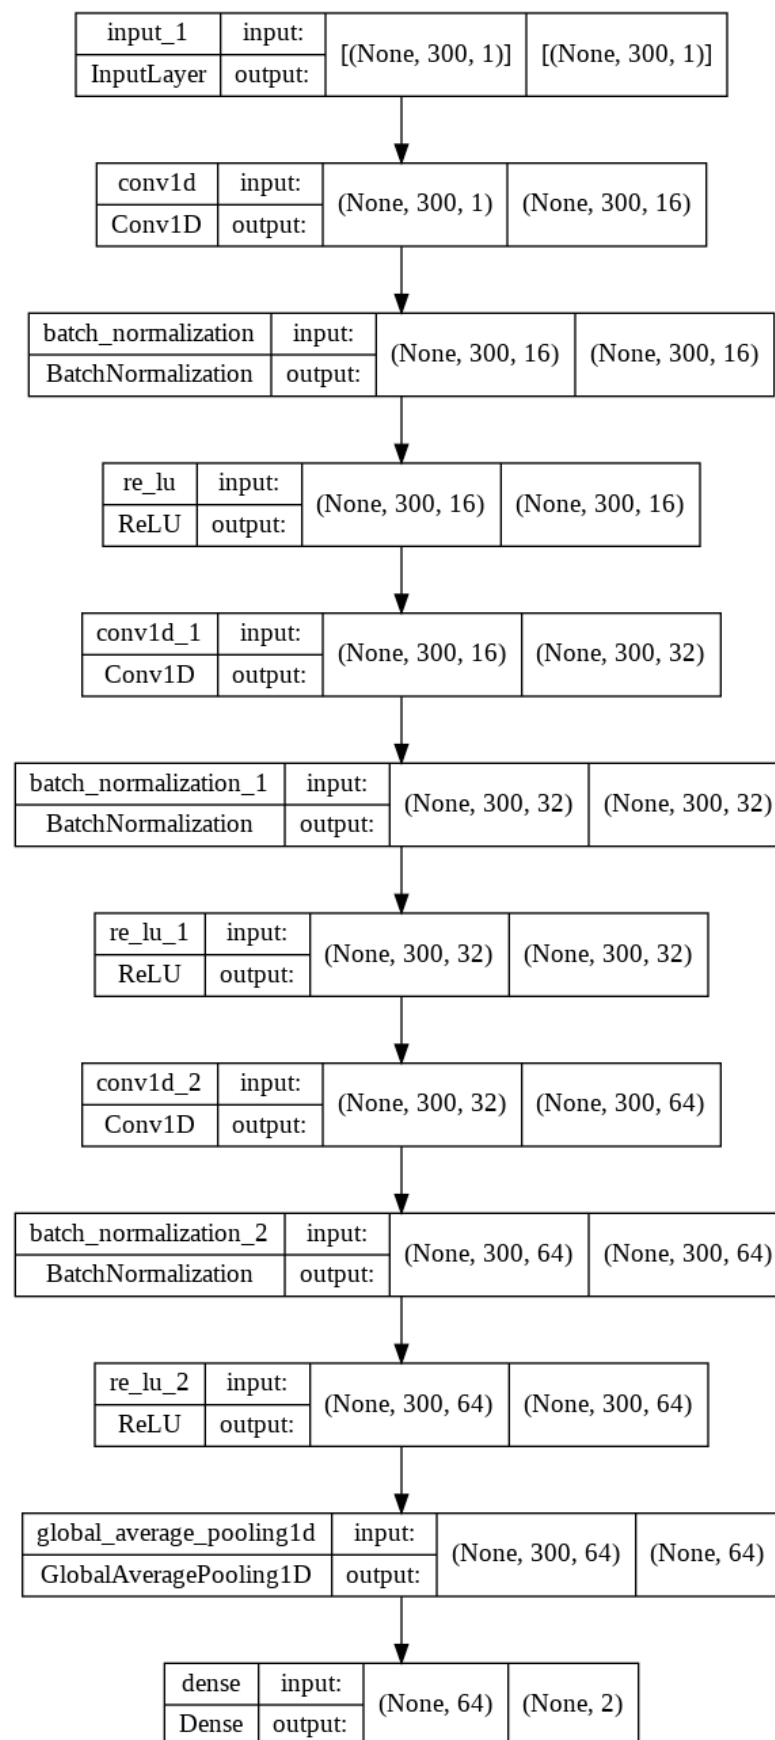 input_1 input: [(None, 300, 1)] [(None, 300, 1)]
InputLayer output:
conv1d input: (None, 300, 1) (None, 300, 16)
Conv1D output:
batch_normalization input: (None, 300, 16) (None, 300, 16)
BatchNormalization output:
re_lu input: (None, 300, 16) (None, 300, 16)
ReLU output:
conv1d_1 input: (None, 300, 16) (None, 300, 32)
Conv1D output:
batch_normalization_1 input: (None, 300, 32) (None, 300, 32)
BatchNormalization output:
re_lu_1 input: (None, 300, 32) (None, 300, 32)
ReLU output:
conv1d_2 input: (None, 300, 32) (None, 300, 64)
Conv1D output:
batch_normalization_2 input: (None, 300, 64) (None, 300, 64)
BatchNormalization output:
re_lu_2 input: (None, 300, 64) (None, 300, 64)
ReLU output:
global_average_pooling1d input: (None, 300, 64) (None, 64)
GlobalAveragePooling1D output:
dense input: (None, 64) (None, 2)
Dense output: